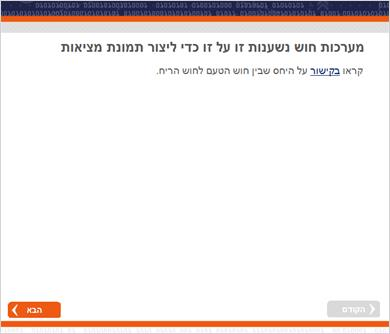 מערכות חוש נשענות זו על זו כדי ליצור תמונת מציאות
קראו בקישור על היחס שבין חוש הטעם לחוש הריח.
הקודם
הבא